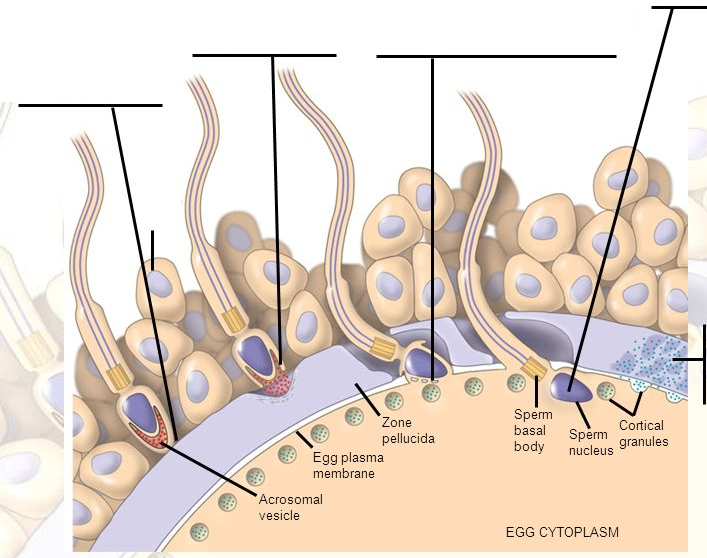 Zone
pellucida
Egg plasma
membrane
Acrosomal
vesicle
Sperm
basal
body
Sperm
nucleus
Cortical
granules
EGG CYTOPLASM